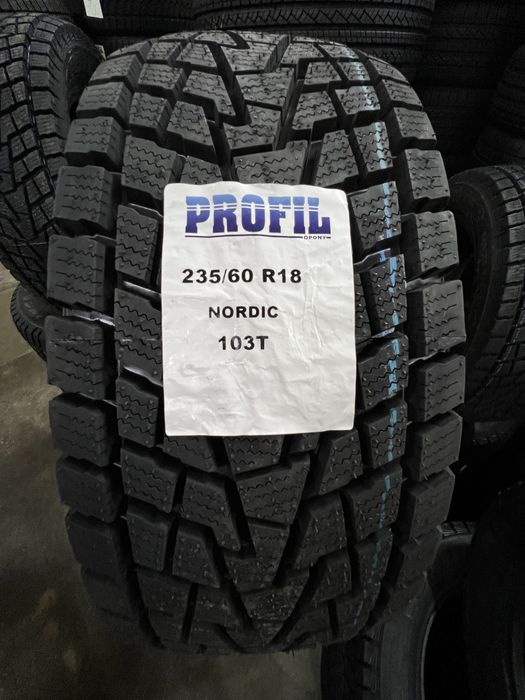 PROFIL
OPONY
235/60 R18
NORDIC
103T